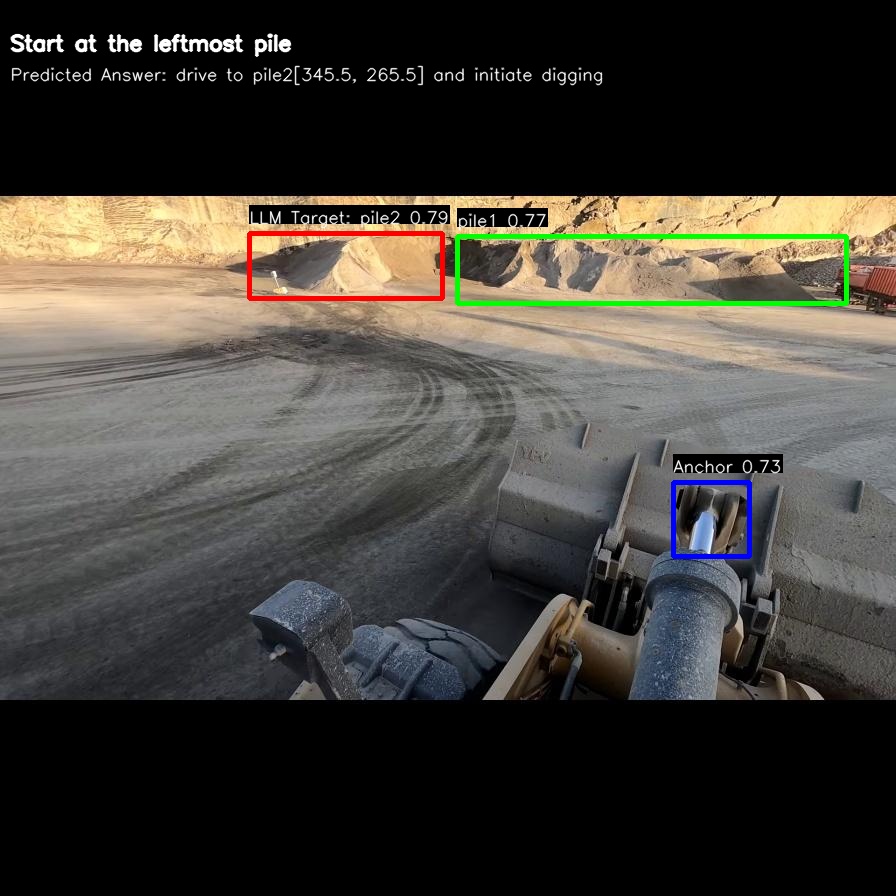 Start at the leftmost pile
Predicted Answer: drive to pile2[345.5, 265.5] and initiate digging
LLM Target: pile2 0.79
pile1 0.77
Anchor 0.73